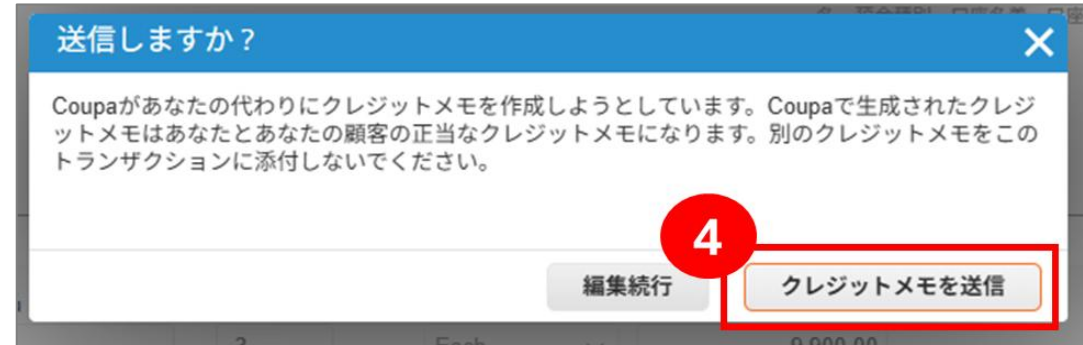 送信しますか?
Coupaがあなたの代わりにクレジットメモを作成しようとしています。Coupaで生成されたクレジ
ットメモはあなたとあなたの顧客の正当なクレジットメモになります。別のクレジットメモをこの
トランザクションに添付しないでください。
4
編集続行
クレジットメモを送信